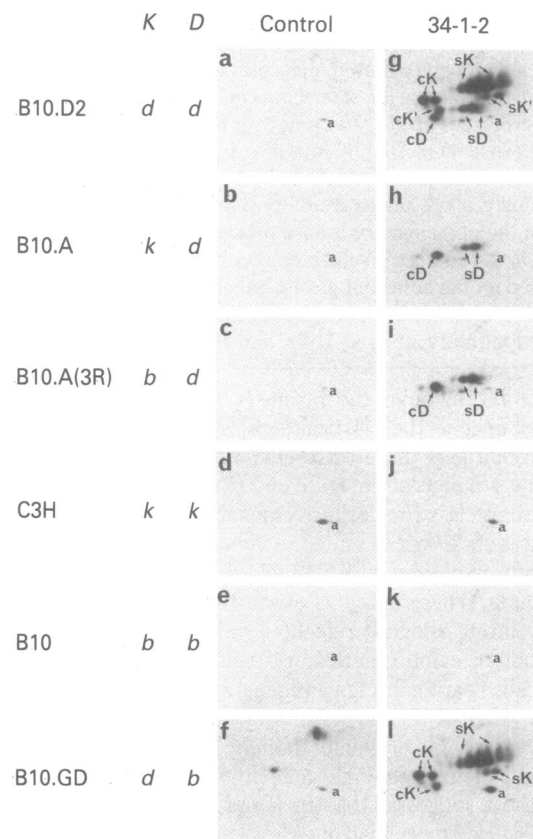 K D Control 34-1-2
a g
B10.D2 d d
a
cK sK
cK' sK'
cD sD a
b h
B10.A k d
a
cD sD a
c i
B10.A(3R) b d
a
cD sD a
d j
C3H k k
a a
e k
B10 b b
a a
f l
B10.GD d b
a
cK sK
cK' sK
a